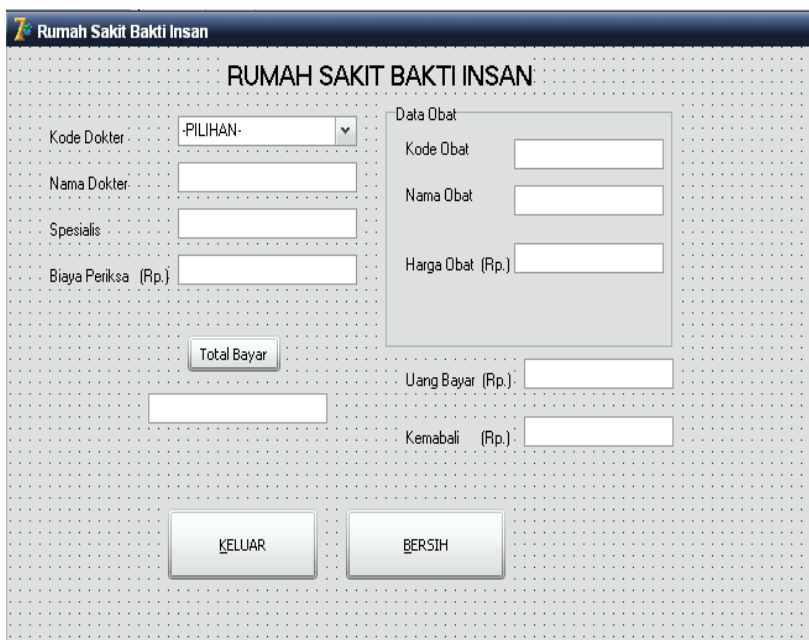 Rumah Sakit Bakti Insan
RUMAH SAKIT BAKTI INSAN
Kode Dokter
-PILIHAN-
Nama Dokter
Spesialis
Biaya Periksa (Rp.)
Total Bayar
Data Obat
Kode Obat
Nama Obat
Harga Obat (Rp.)
Uang Bayar (Rp.)
Kemabali (Rp.)
KELUAR
BERSIH